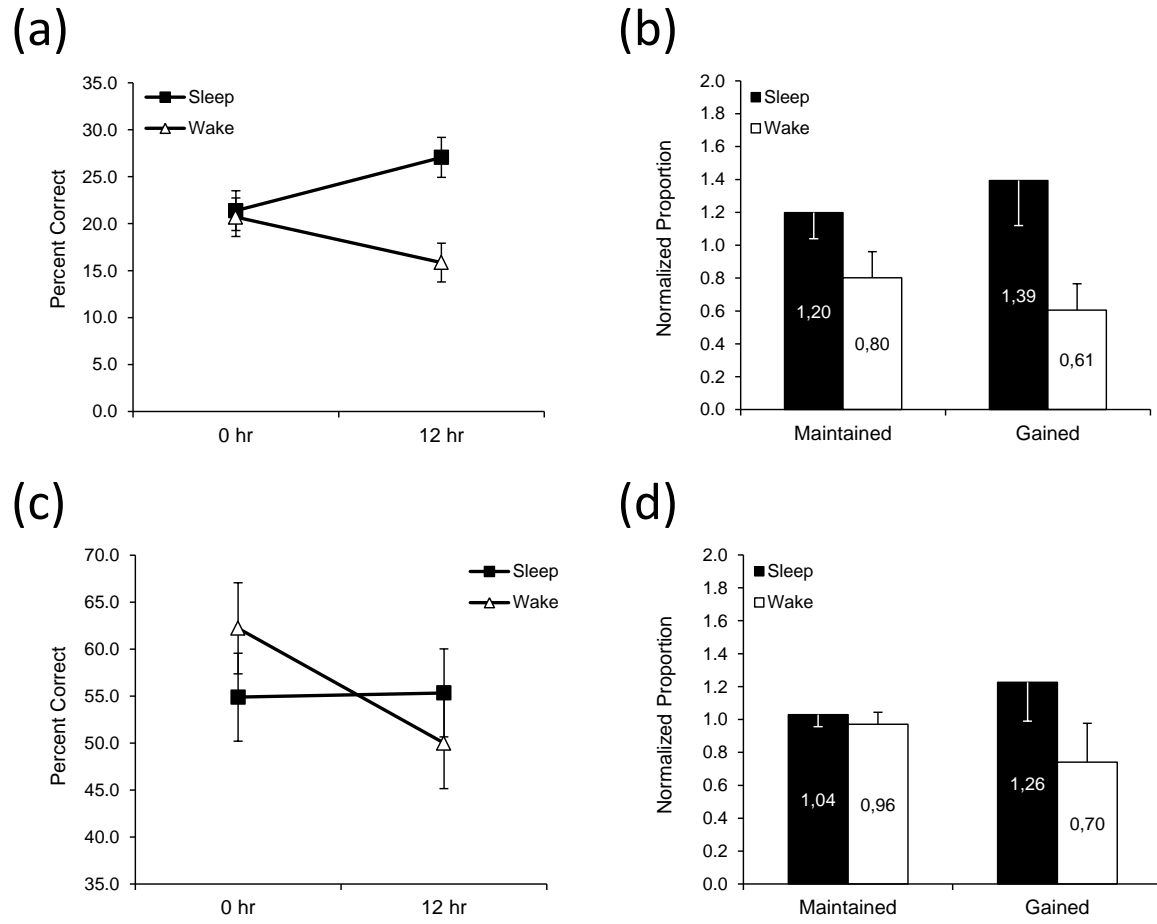 (a)
35.0
30.0
25.0
20.0
15.0
10.0
5.0
0.0
Percent Correct
Sleep
Wake
0 hr 12 hr
(b)
2.0
1.8
1.6
1.4
1.2
1.0
0.8
0.6
0.4
0.2
0.0
Normalized Proportion
Sleep
Wake
1,20 0,80 1,39 0,61
Maintained Gained
(c)
70.0
65.0
60.0
55.0
50.0
45.0
40.0
35.0
Percent Correct
Sleep
Wake
0 hr 12 hr
(d)
2.0
1.8
1.6
1.4
1.2
1.0
0.8
0.6
0.4
0.2
0.0
Normalized Proportion
Sleep
Wake
1,04 0,96 1,26 0,70
Maintained Gained